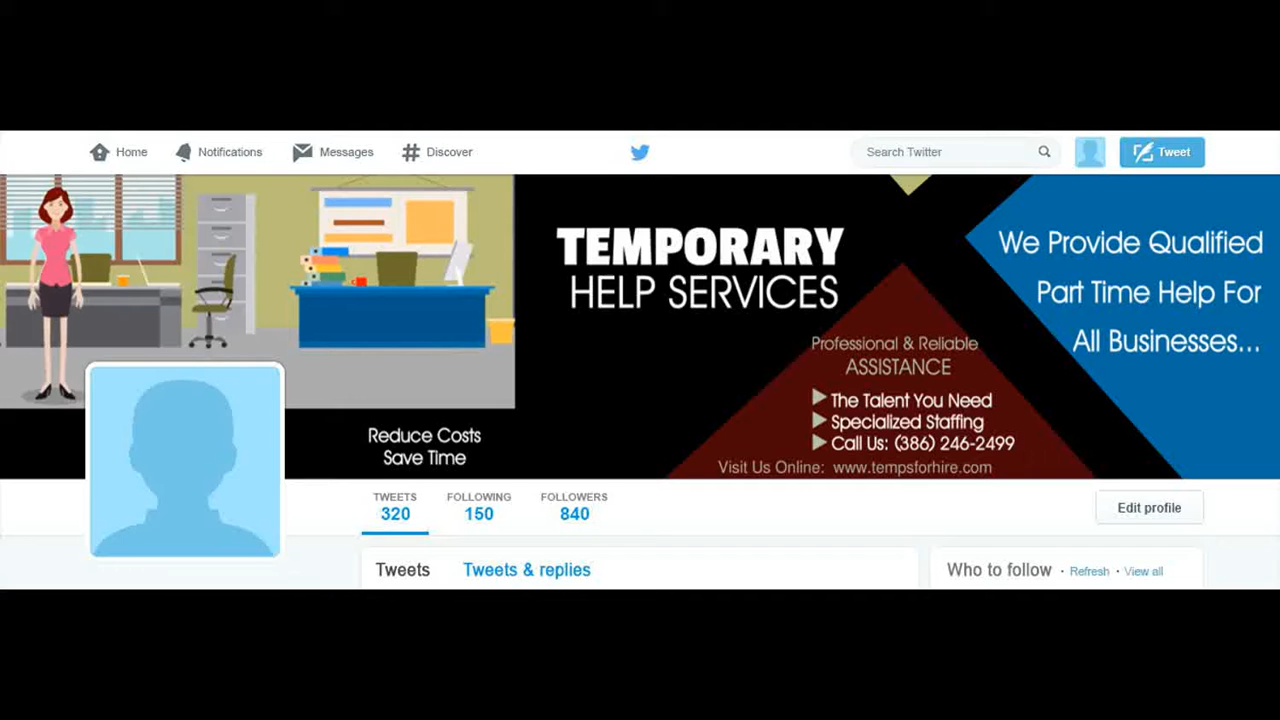 Home Notifications Messages Discover Search Twitter Tweet
TEMPORARY
HELP SERVICES
We Provide Qualified
Part Time Help For
All Businesses...
Professional & Reliable
ASSISTANCE
The Talent You Need
Specialized Staffing
Call Us: (386) 246-2499
Visit Us Online: www.tempsforhire.com
Reduce Costs
Save Time
TWEETS FOLLOWING FOLLOWERS
320 150 840
Edit profile
Tweets Tweets & replies
Who to follow · Refresh · View all